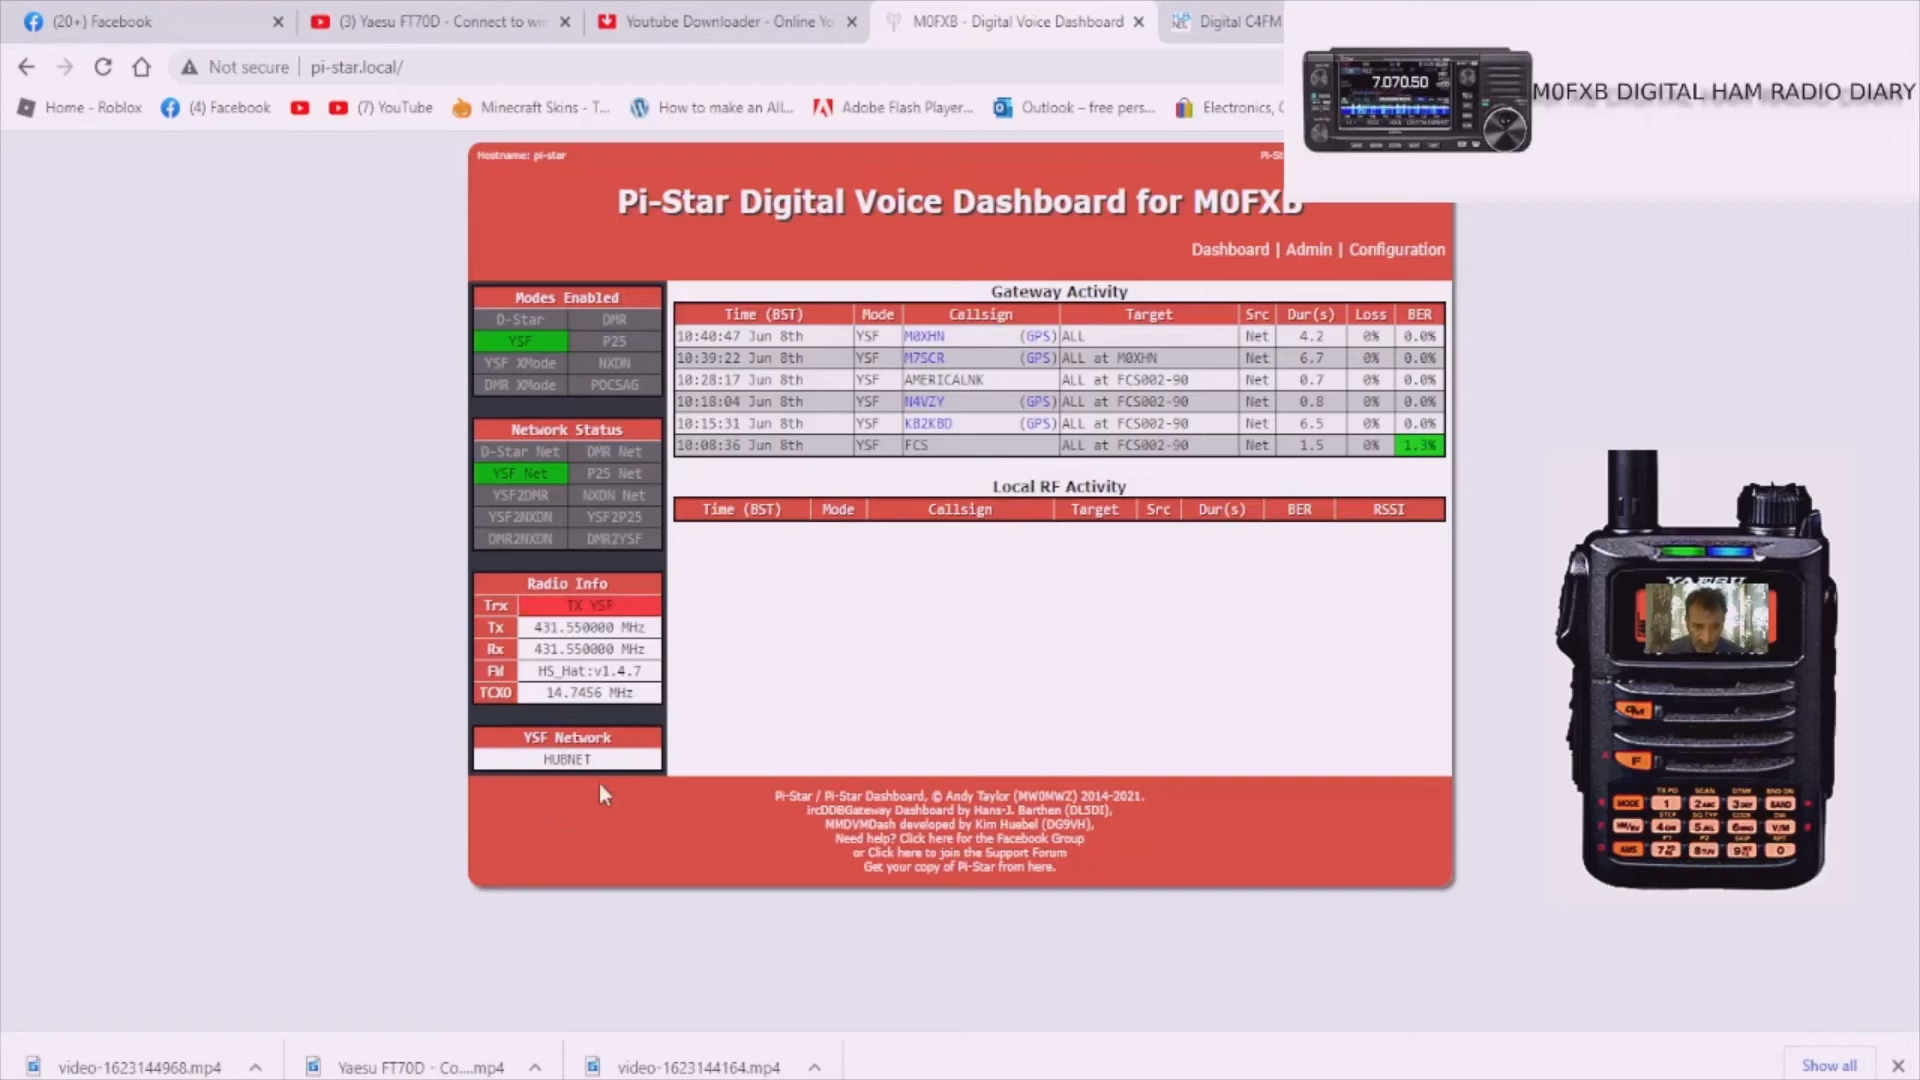 (20+) Facebook
(3) Yaesu FT70D - Connect to wir
Youtube Downloader - Online Yo
M0FXB - Digital Voice Dashboard
Digital C4FM
Not secure
pi-star.local/
7.070.50
M0FXB DIGITAL HAM RADIO DIARY
Home - Roblox
(4) Facebook
(7) YouTube
Minecraft Skins - T...
How to make an Al...
Adobe Flash Player...
Outlook – free pers...
Electronics, C
Hostname: pi-star
Pi-St
Pi-Star Digital Voice Dashboard for M0FXB
Dashboard | Admin | Configuration
Modes Enabled
D-Star DMR
YSF P25
YSF XMode NXDN
DMR XMode POCSAG
Network Status
D-Star Net DMR Net
YSF Net P25 Net
YSF2DMR NXDN Net
YSF2NXDN YSF2P25
DMR2NXDN DMR2YSF
Radio Info
Trx TX YSF
Tx 431.550000 MHz
Rx 431.550000 MHz
FW HS_Hat:v1.4.7
TCXO 14.7456 MHz
YSF Network
HUBNET
Gateway Activity
Time (BST) Mode Callsign Target Src Dur(s) Loss BER
10:40:47 Jun 8th YSF M0XHN (GPS) ALL Net 4.2 0% 0.0%
10:39:22 Jun 8th YSF M7SCR (GPS) ALL at M0XHN Net 6.7 0% 0.0%
10:28:17 Jun 8th YSF AMERICALNK ALL at FCS002-90 Net 0.7 0% 0.0%
10:18:04 Jun 8th YSF N4VZY (GPS) ALL at FCS002-90 Net 0.8 0% 0.0%
10:15:31 Jun 8th YSF KB2KBD (GPS) ALL at FCS002-90 Net 6.5 0% 0.0%
10:08:36 Jun 8th YSF FCS ALL at FCS002-90 Net 1.5 0% 1.3%
Local RF Activity
Time (BST) Mode Callsign Target Src Dur(s) BER RSSI
Pi-Star / Pi-Star Dashboard, © Andy Taylor (MW0MWZ) 2014-2021.
ircDDBGateway Dashboard by Hans-J. Barthen (DL5DI),
MMDVMDash developed by Kim Huebel (DG9VH),
Need help? Click here for the Facebook Group
or Click here to join the Support Forum
Get your copy of Pi-Star from here.
F
MODE 1 BAND
V/M
AMS 0
video-1623144968.mp4
Yaesu FT70D - Co....mp4
video-1623144164.mp4
Show all